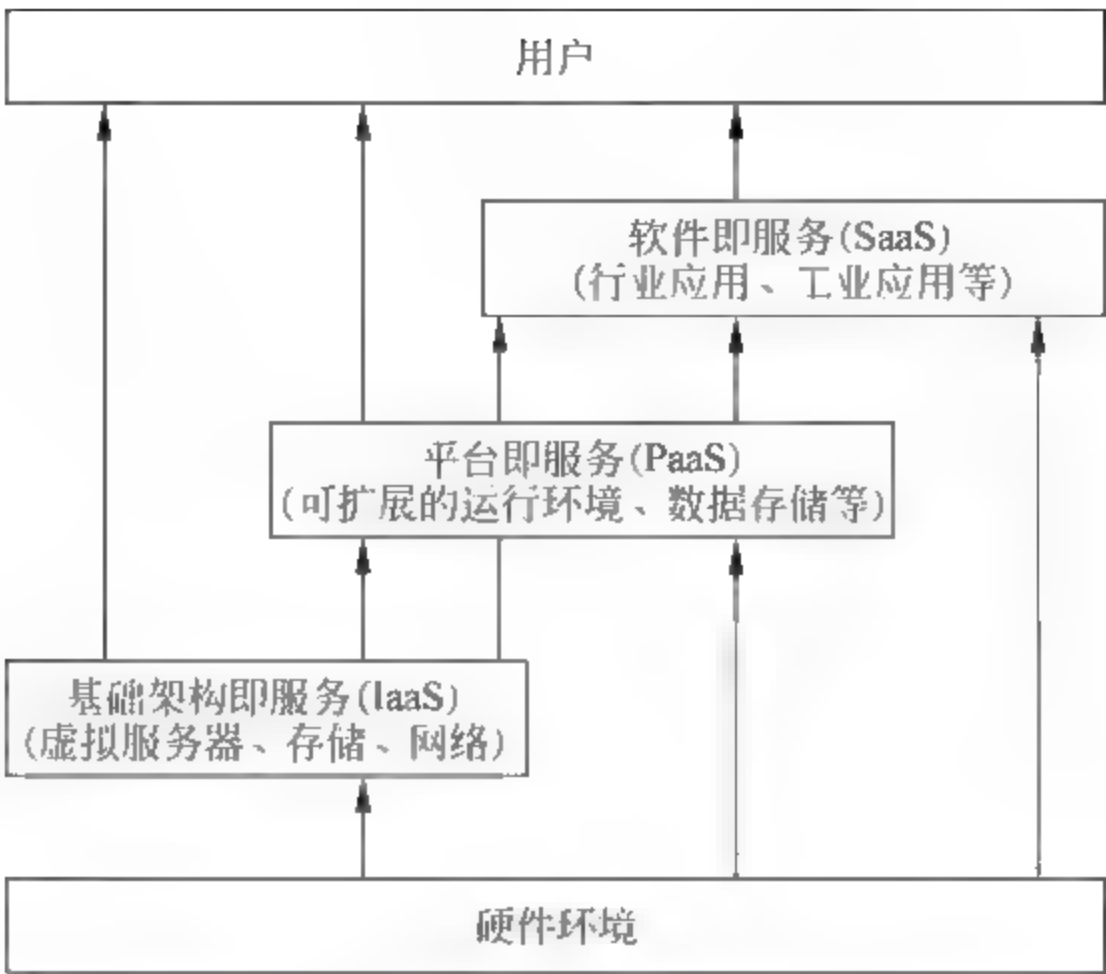 用户
软件即服务(SaaS)
(行业应用、工业应用等)
平台即服务(PaaS)
(可扩展的运行环境、数据存储等)
基础架构即服务(IaaS)
(虚拟服务器、存储、网络)
硬件环境